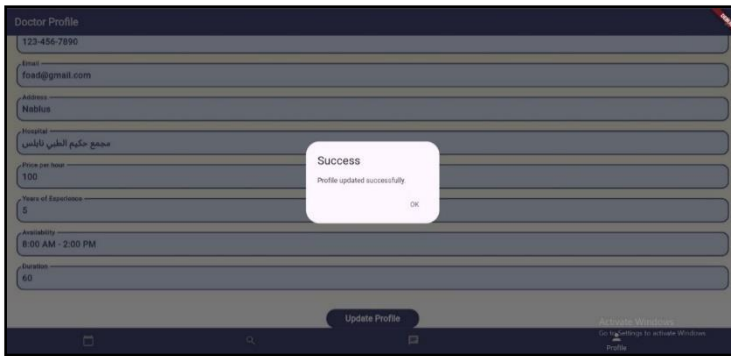 Doctor Profile
123-456-7890
Email
foad@gmail.com
Address
Nablus
Hospital
مجمع حكيم الطبي نابلس
Price per hour
100
Years of Experience
5
Availability
8:00 AM - 2:00 PM
Duration
60
Success
Profile updated successfully
OK
Update Profile
Activate Windows
Go to Settings to activate Windows
Profile